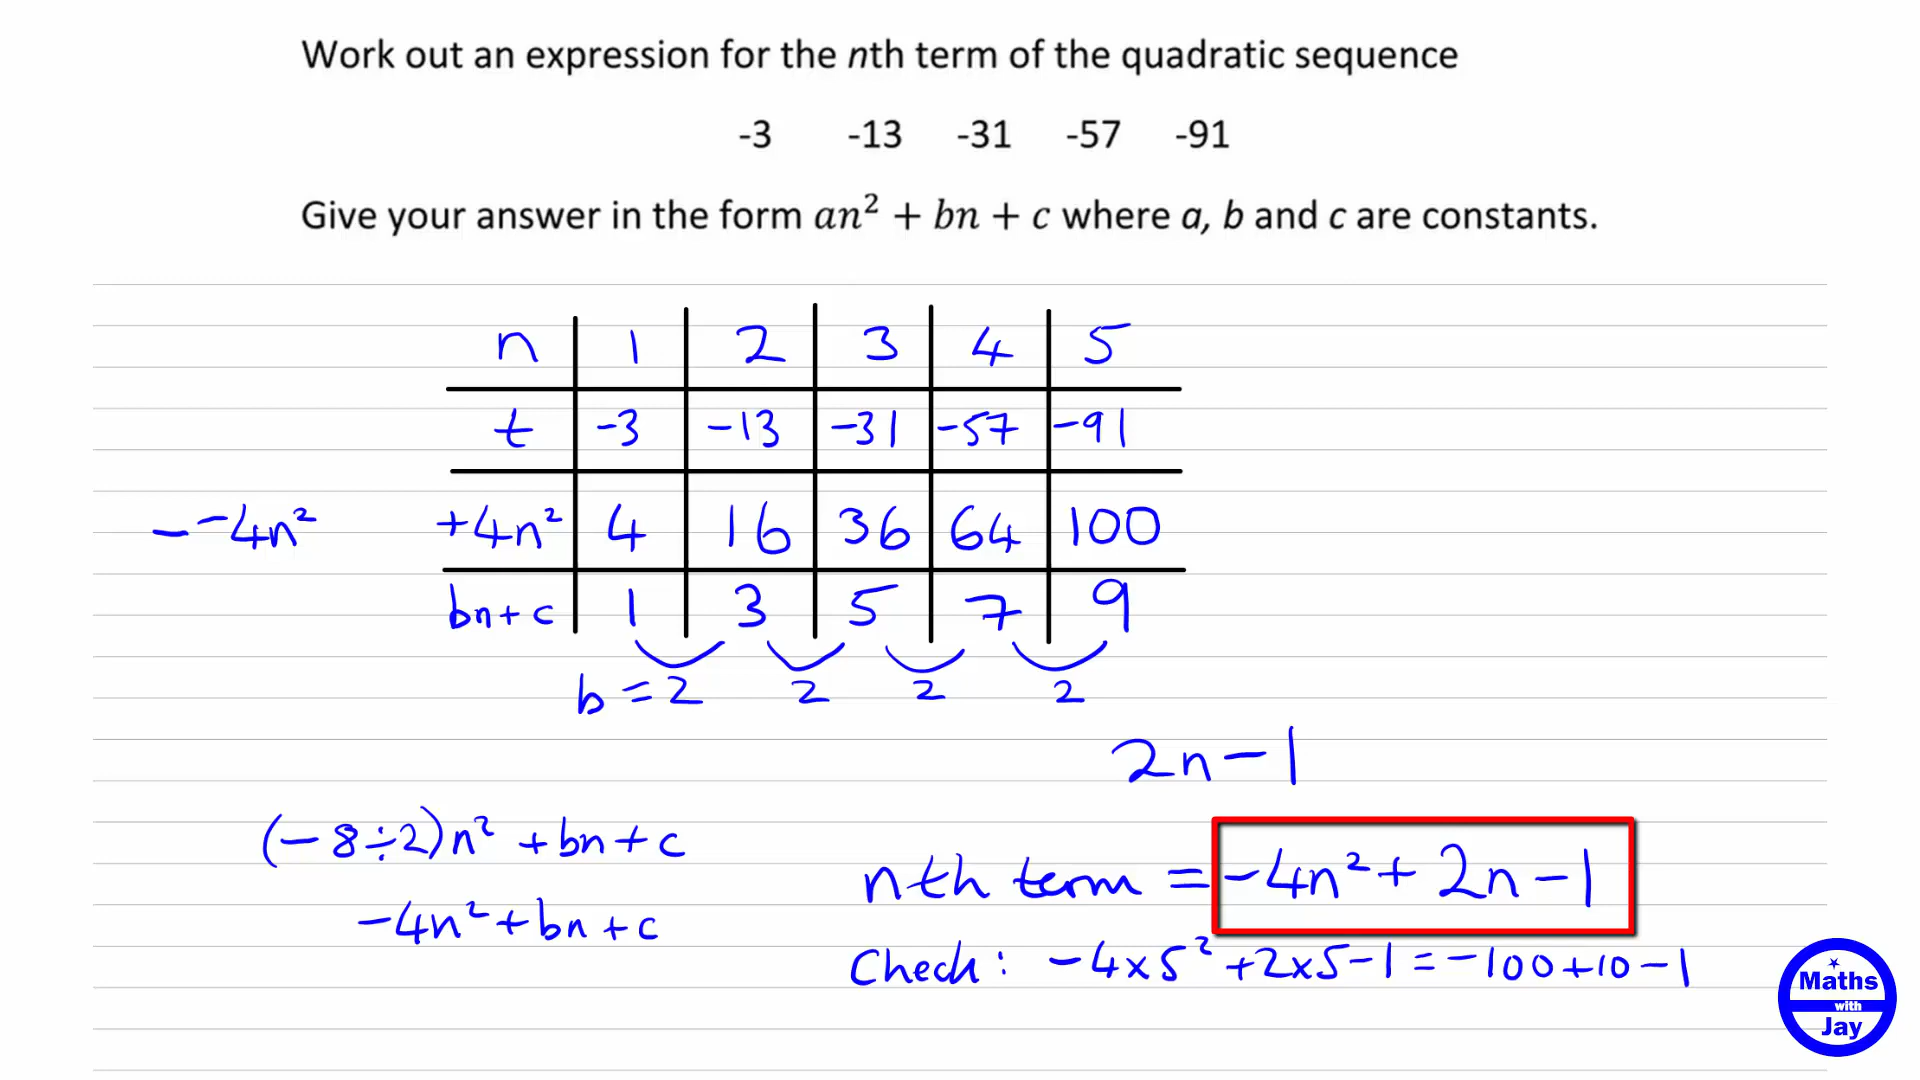 Work out an expression for the nth term of the quadratic sequence
-3 -13 -31 -57 -91
Give your answer in the form an² + bn + c where a, b and c are constants.
n 1 2 3 4 5
t -3 -13 -31 -57 -91
- -4n² +4n² 4 16 36 64 100
bn+c 1 3 5 7 9
b = 2 2 2 2
2n-1
(-8÷2)n² +bn+c
nth term = -4n²+ 2n-1
-4n²+bn+c
Check: -4×5²+2×5-1=-100+10-1
Maths
with
Jay